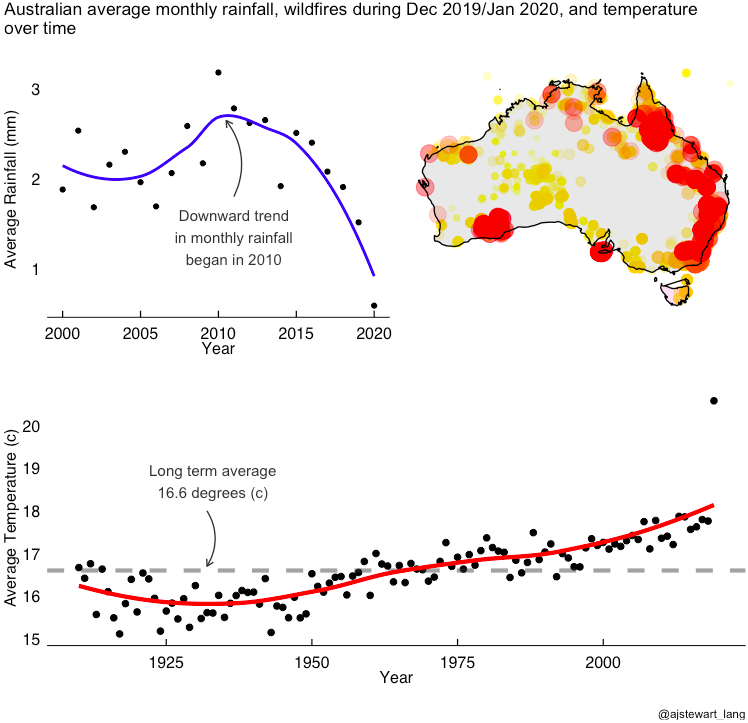 Australian average monthly rainfall, wildfires during Dec 2019/Jan 2020, and temperature
over time
Average Rainfall (mm)
3
2
1
Downward trend
in monthly rainfall
began in 2010
2000 2005 2010 2015 2020
Year
Average Temperature (c)
20
19
18
17
16
15
Long term average
16.6 degrees (c)
1925 1950 1975 2000
Year
@ajstewart_lang